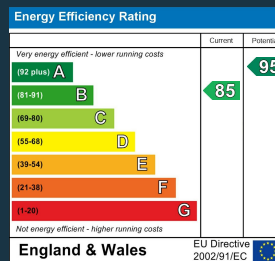 Energy Efficiency Rating
Current
Very energy efficient - lower running costs
(92 plus) A
95
(81-91) B
85
(69-80) C
(55-68) D
(39-54) E
(21-38) F
(1-20) G
Not energy efficient - higher running costs
England & Wales
EU Directive
2002/91/EC